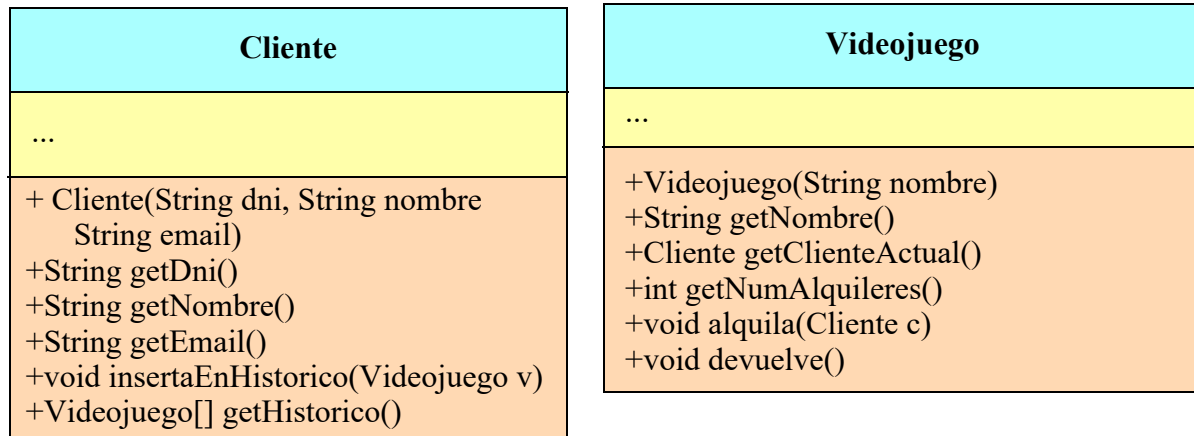 Cliente
...
+ Cliente(String dni, String nombre
String email)
+String getDni()
+String getNombre()
+String getEmail()
+void insertaEnHistorico(Videojuego v)
+Videojuego[] getHistorico()
Videojuego
...
+Videojuego(String nombre)
+String getNombre()
+Cliente getClienteActual()
+int getNumAlquileres()
+void alquila(Cliente c)
+void devuelve()